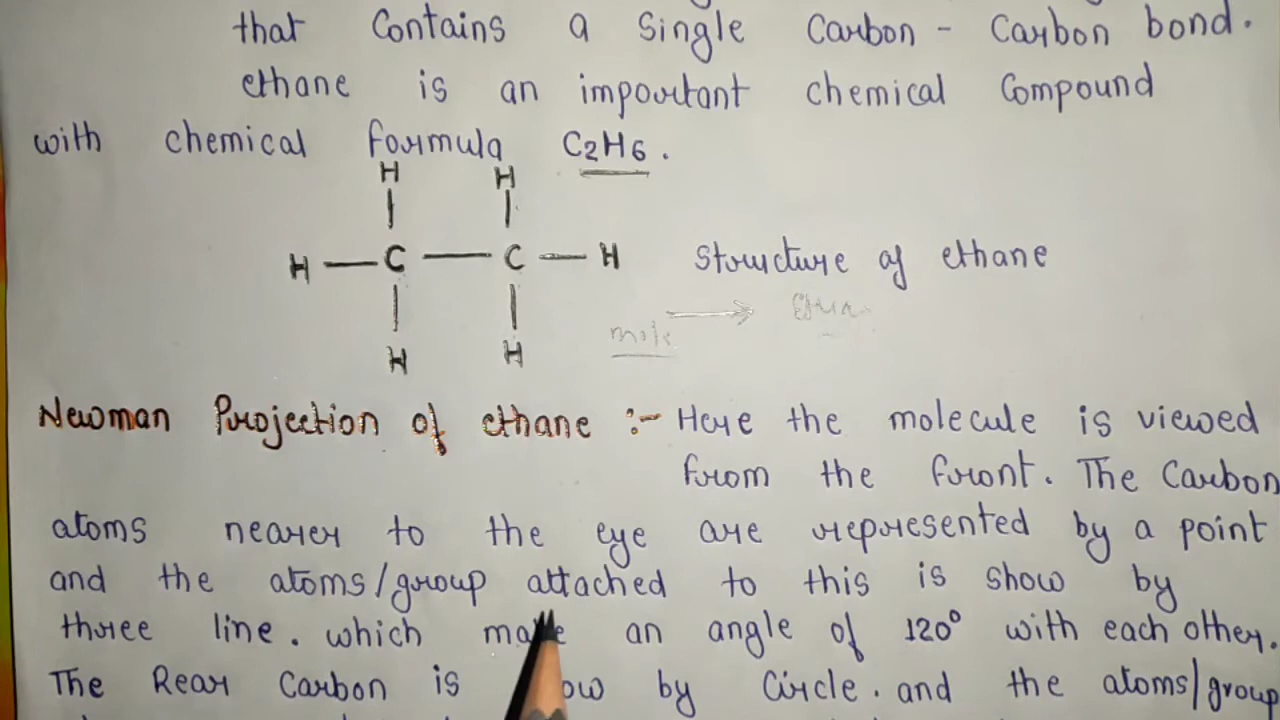 that Contains a Single Carbon - Carbon bond.
ethane is an important chemical Compound
with chemical formula C2H6.
H H
H — C — C — H Structure of ethane
H H
Newman Projection of ethane :- Here the molecule is viewed
from the front. The Carbon
atoms nearer to the eye are represented by a point
and the atoms/group attached to this is show by
three line. which make an angle of 120° with each other.
The Rear Carbon is by Circle. and the atoms/group